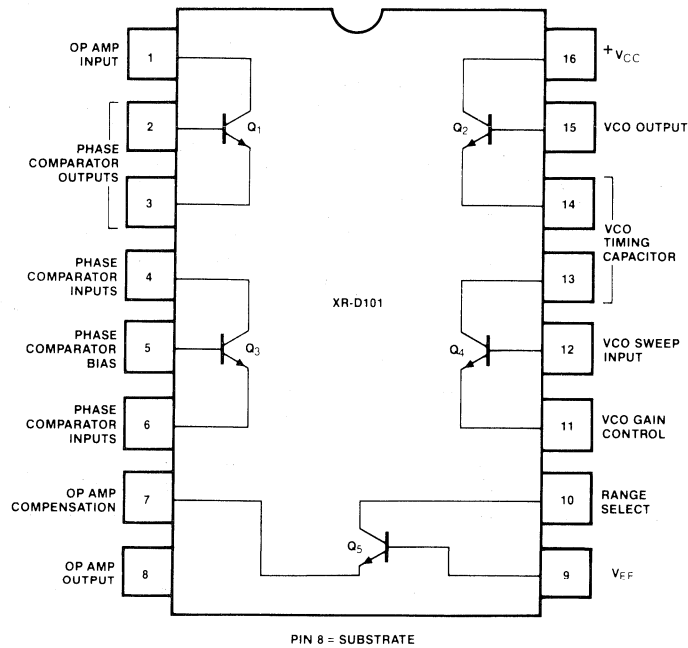 OP AMP
INPUT
1
2
PHASE
COMPARATOR
OUTPUTS
3
PHASE
COMPARATOR
INPUTS
4
PHASE
COMPARATOR
BIAS
5
PHASE
COMPARATOR
INPUTS
6
OP AMP
COMPENSATION
7
OP AMP
OUTPUT
8
Q1
Q2
Q3
XR-D101
Q4
Q5
16
+VCC
15
VCO OUTPUT
14
VCO
TIMING
CAPACITOR
13
12
VCO SWEEP
INPUT
11
VCO GAIN
CONTROL
10
RANGE
SELECT
9
VEE
PIN 8 = SUBSTRATE